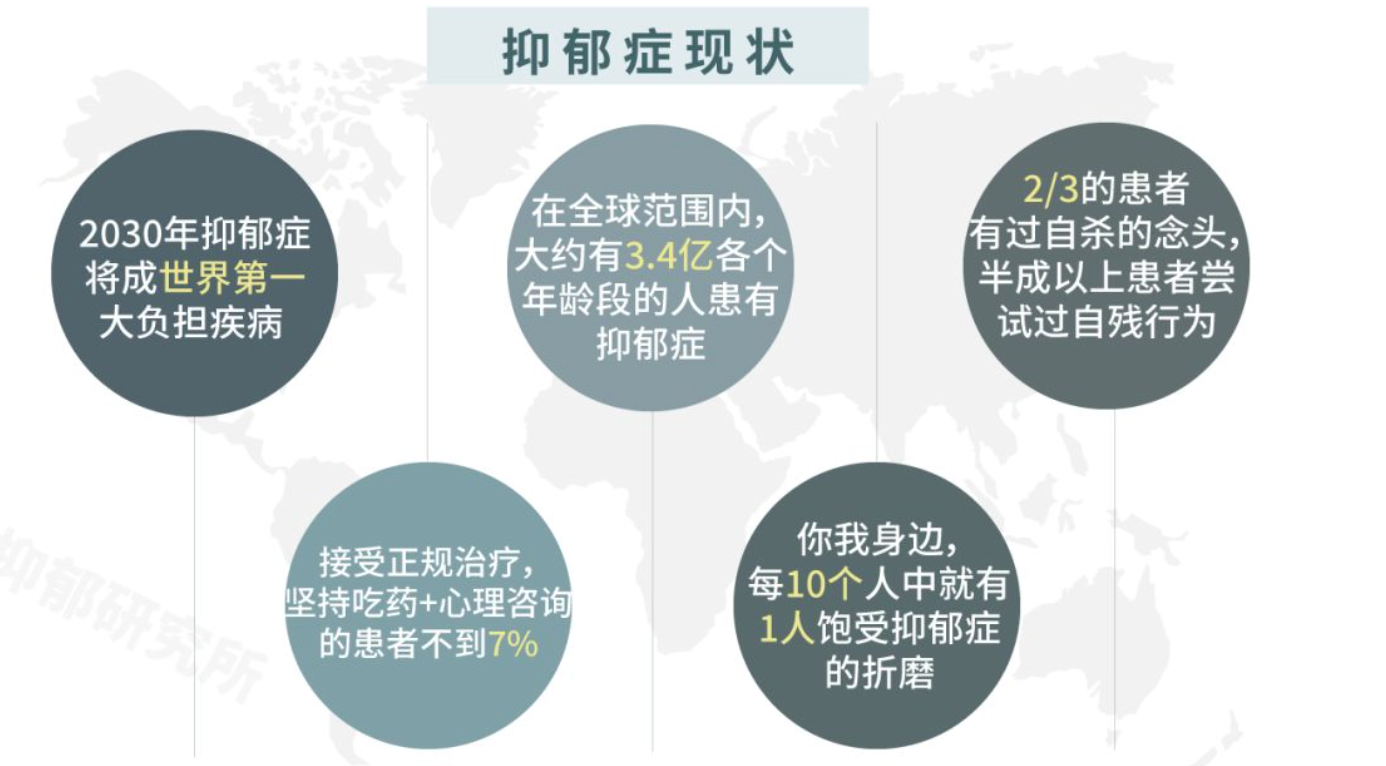 抑郁症现状
2030年抑郁症
将成世界第一
大负担疾病
在全球范围内,
大约有3.4亿各个
年龄段的人患有
抑郁症
2/3的患者
有过自杀的念头,
半成以上患者尝
试过自残行为
接受正规治疗,
坚持吃药+心理咨询
的患者不到7%
你我身边,
每10个人中就有
1人饱受抑郁症
的折磨
抑郁研究所